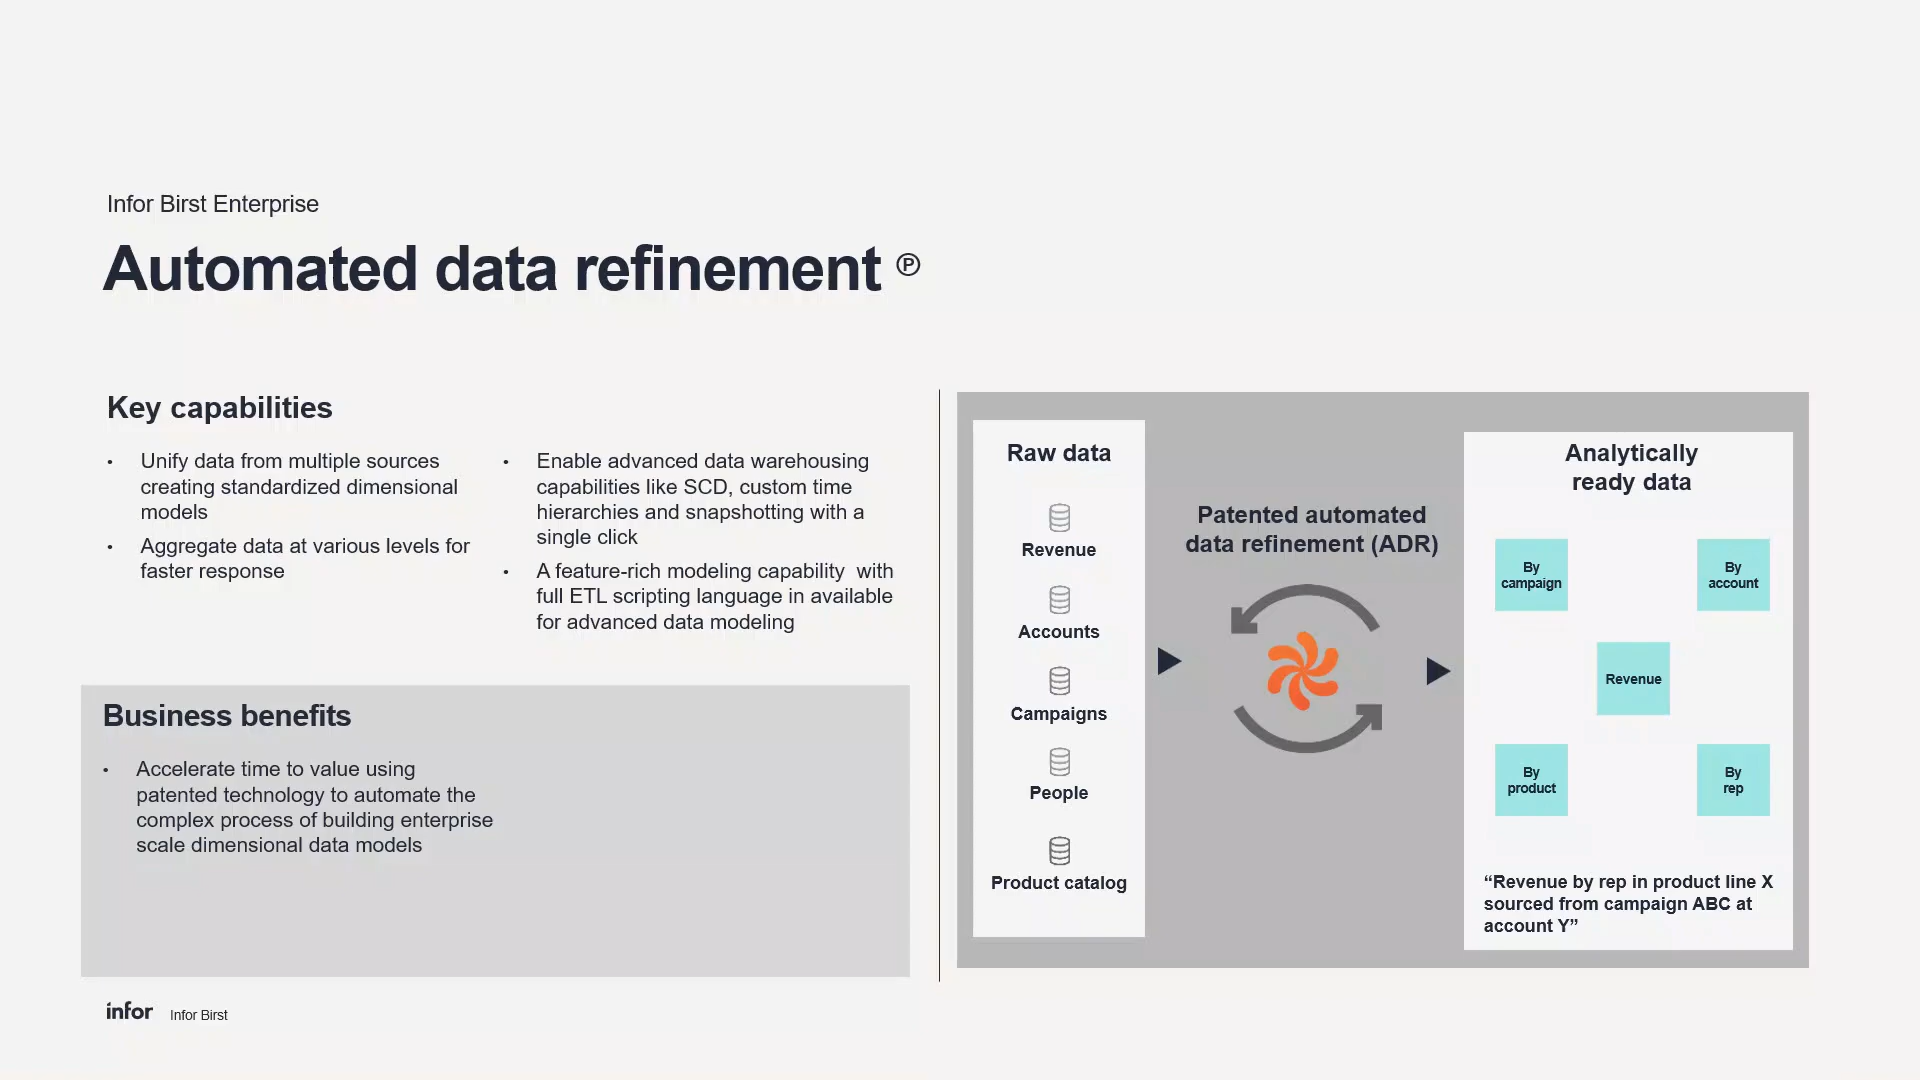 Infor Birst Enterprise
Automated data refinement ℗
Key capabilities
• Unify data from multiple sources
creating standardized dimensional
models
• Aggregate data at various levels for
faster response
• Enable advanced data warehousing
capabilities like SCD, custom time
hierarchies and snapshotting with a
single click
• A feature-rich modeling capability  with
full ETL scripting language in available
for advanced data modeling
Business benefits
• Accelerate time to value using
patented technology to automate the
complex process of building enterprise
scale dimensional data models
Raw data
Revenue
Accounts
Campaigns
People
Product catalog
Patented automated
data refinement (ADR)
Analytically
ready data
By
campaign
By
account
Revenue
By
product
By
rep
“Revenue by rep in product line X
sourced from campaign ABC at
account Y”
infor
Infor Birst